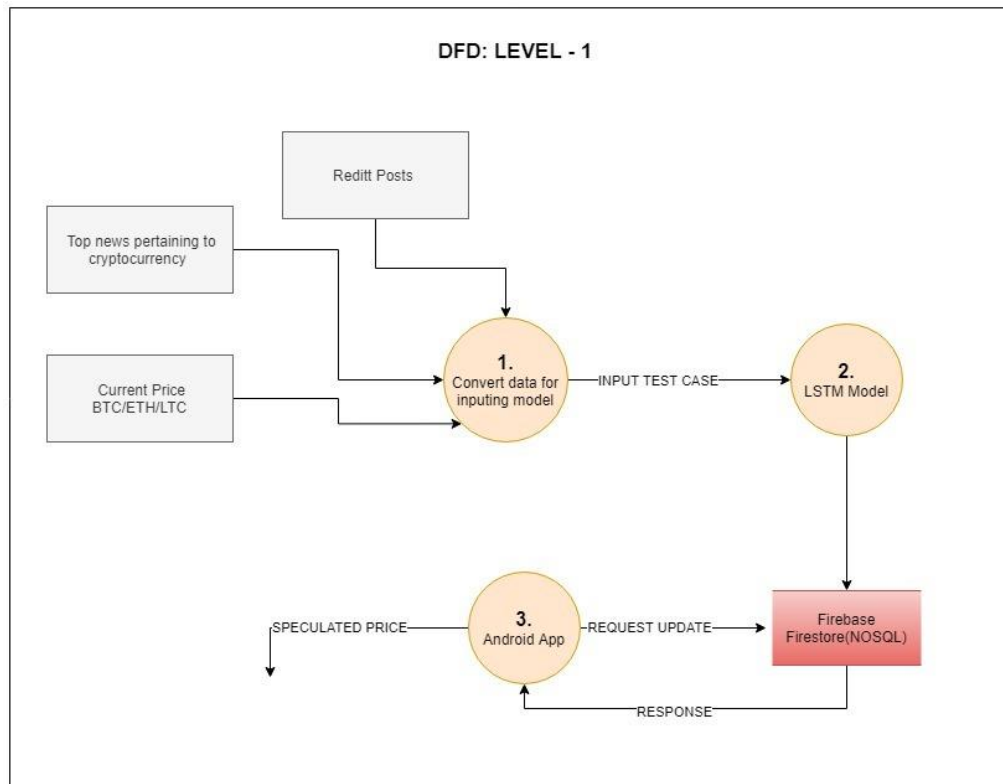 DFD: LEVEL - 1
Reditt Posts
Top news pertaining to
cryptocurrency
Current Price
BTC/ETH/LTC
1.
Convert data for
inputing model
INPUT TEST CASE
2.
LSTM Model
SPECULATED PRICE
3.
Android App
REQUEST UPDATE
Firebase
Firestore(NOSQL)
RESPONSE